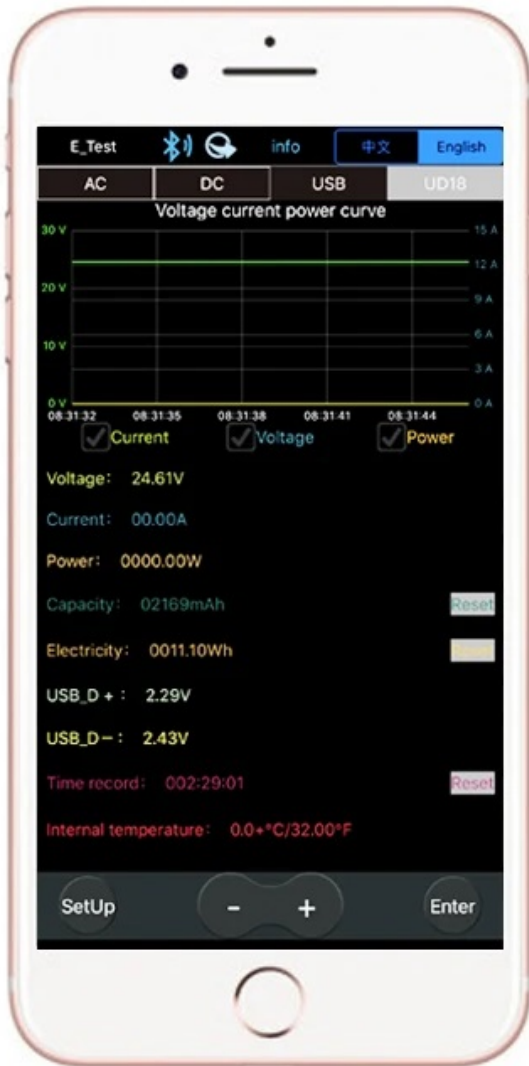 E_Test info 中文 English
AC DC USB UD18
Voltage current power curve
30 V 15 A
12 A
20 V
9 A
10 V 6 A
3 A
0 V 0 A
08:31:32 08:31:35 08:31:38 08:31:41 08:31:44
Current Voltage Power
Voltage: 24.61V
Current: 00.00A
Power: 0000.00W
Capacity: 02169mAh Reset
Electricity: 0011.10Wh Reset
USB_D+: 2.29V
USB_D−: 2.43V
Time record: 002:29:01 Reset
Internal temperature: 0.0+°C/32.00°F
SetUp - + Enter